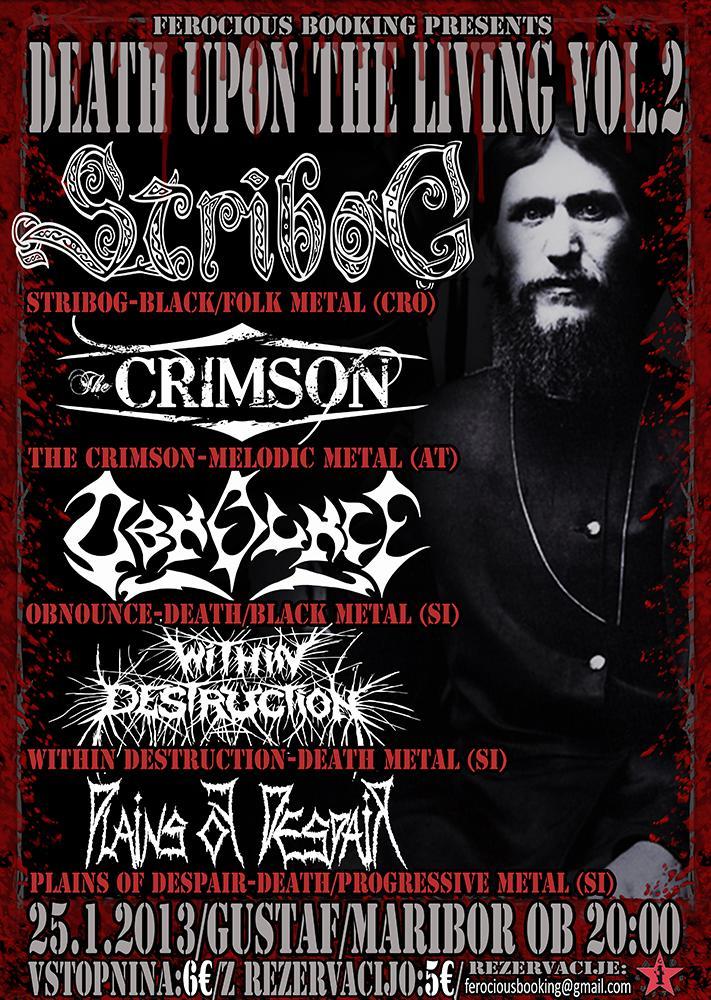 FEROCIOUS BOOKING PRESENTS
DEATH UPON THE LIVING VOL.2
StriboG
STRIBOG-BLACK/FOLK METAL (CRO)
The CRIMSON
THE CRIMSON-MELODIC METAL (AT)
OBNOUNCE
OBNOUNCE-DEATH/BLACK METAL (SI)
WITHIN
DESTRUCTION
WITHIN DESTRUCTION-DEATH METAL (SI)
PLAINS OF DESPAIR
PLAINS OF DESPAIR-DEATH/PROGRESSIVE METAL (SI)
25.1.2013/GUSTAF/MARIBOR OB 20:00
VSTOPNINA:6€/Z REZERVACIJO:5€/ REZERVACIJE:
ferociousbooking@gmail.com